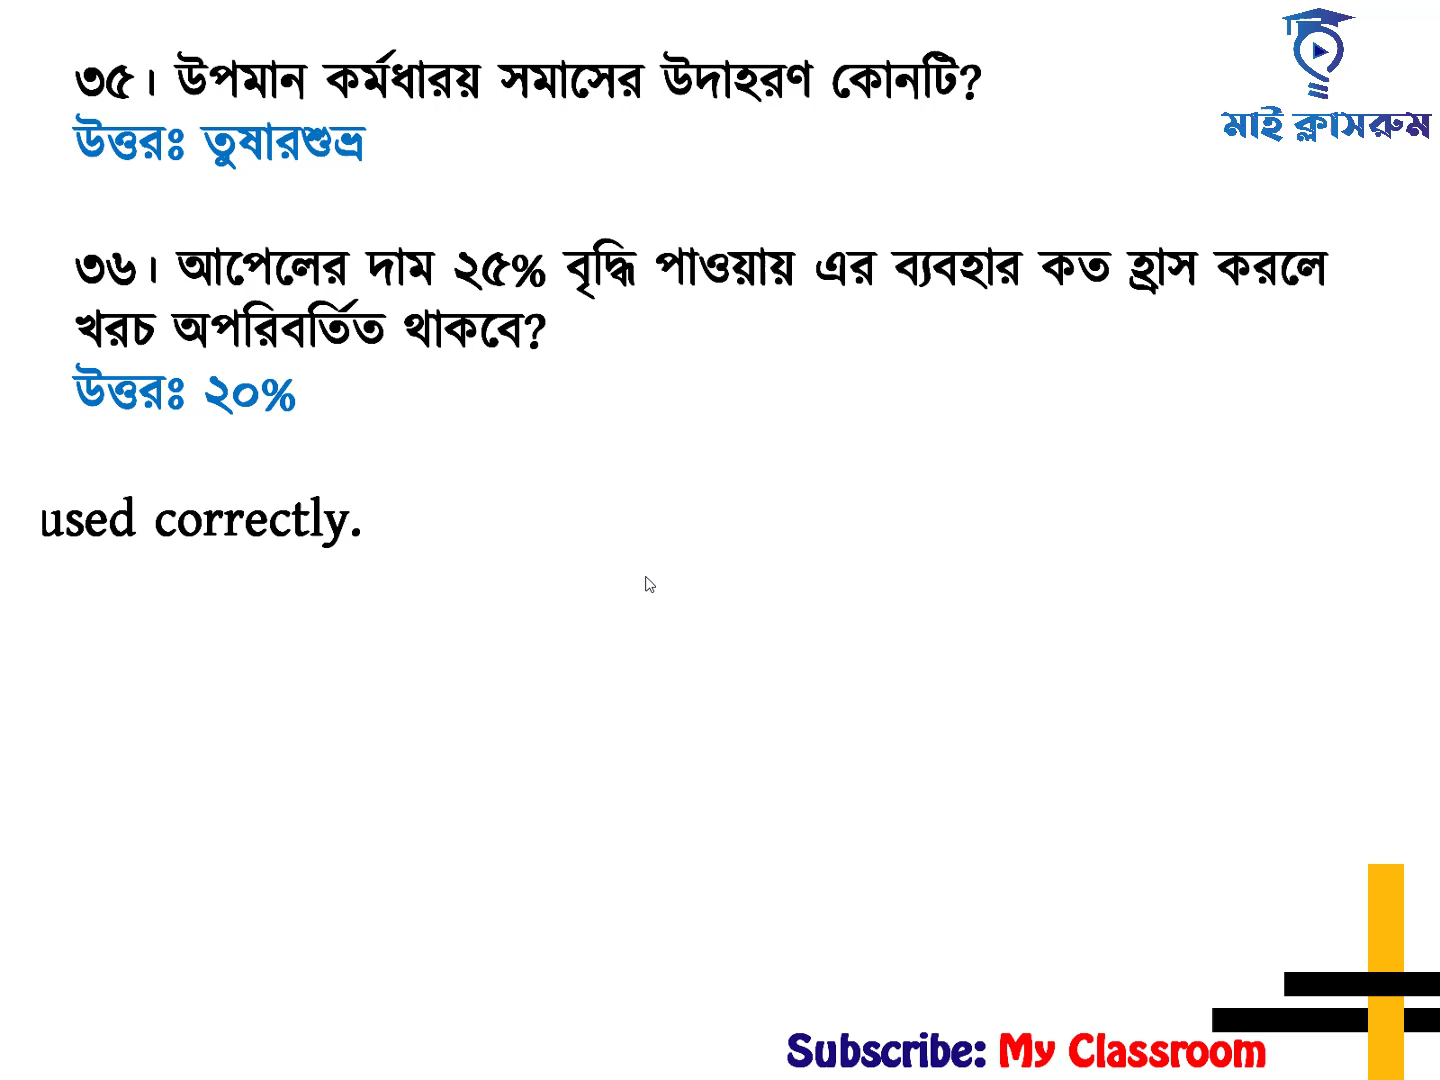 ৩৫। উপমান কর্মধারয় সমাসের উদাহরণ কোনটি?
উত্তরঃ তুষারশুভ্র
মাই ক্লাসরুম
৩৬। আপেলের দাম ২৫% বৃদ্ধি পাওয়ায় এর ব্যবহার কত হ্রাস করলে
খরচ অপরিবর্তিত থাকবে?
উত্তরঃ ২০%
used correctly.
Subscribe: My Classroom